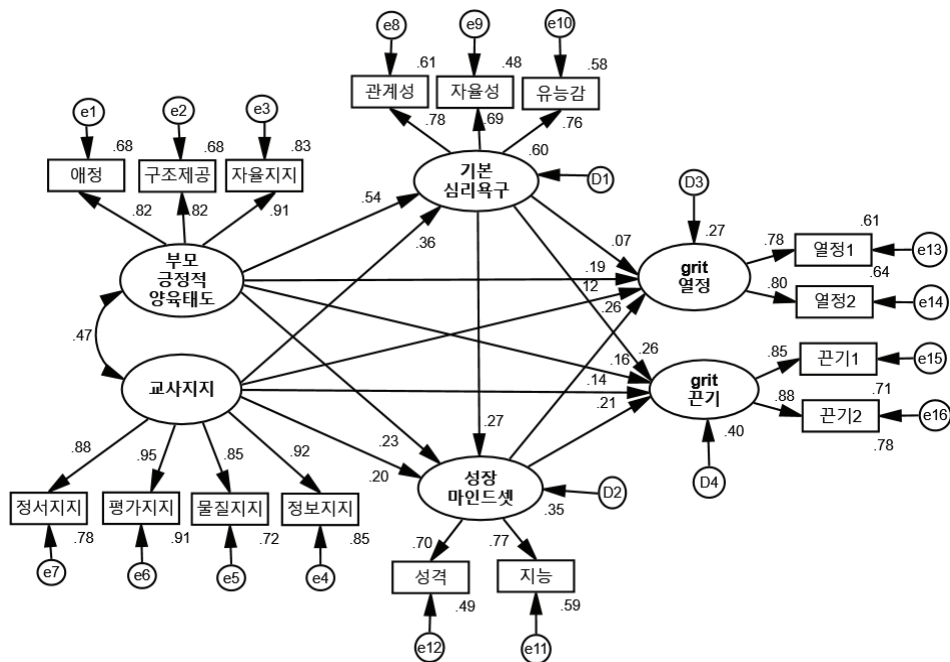 e8
e9
e10
.61
.48
.58
관계성
자율성
유능감
e1
e2
e3
.68
.68
.83
.78
.69
.76
애정
구조제공
자율지지
.60
기본
심리욕구
D1
D3
.82
.82
.91
.54
.36
.07
.27
.78
.61
열정1
e13
부모
긍정적
양육태도
.19
.12
grit
열정
.64
.80
열정2
e14
.26
.47
.16
.26
.85
끈기1
e15
교사지지
.14
grit
끈기
.71
.21
.88
끈기2
e16
.27
.40
.78
.23
.20
.88
.95
.85
.92
성장
마인드셋
D2
D4
.35
정서지지
평가지지
물질지지
정보지지
.78
.91
.72
.85
.70
.77
e7
e6
e5
e4
성격
지능
.49
.59
e12
e11